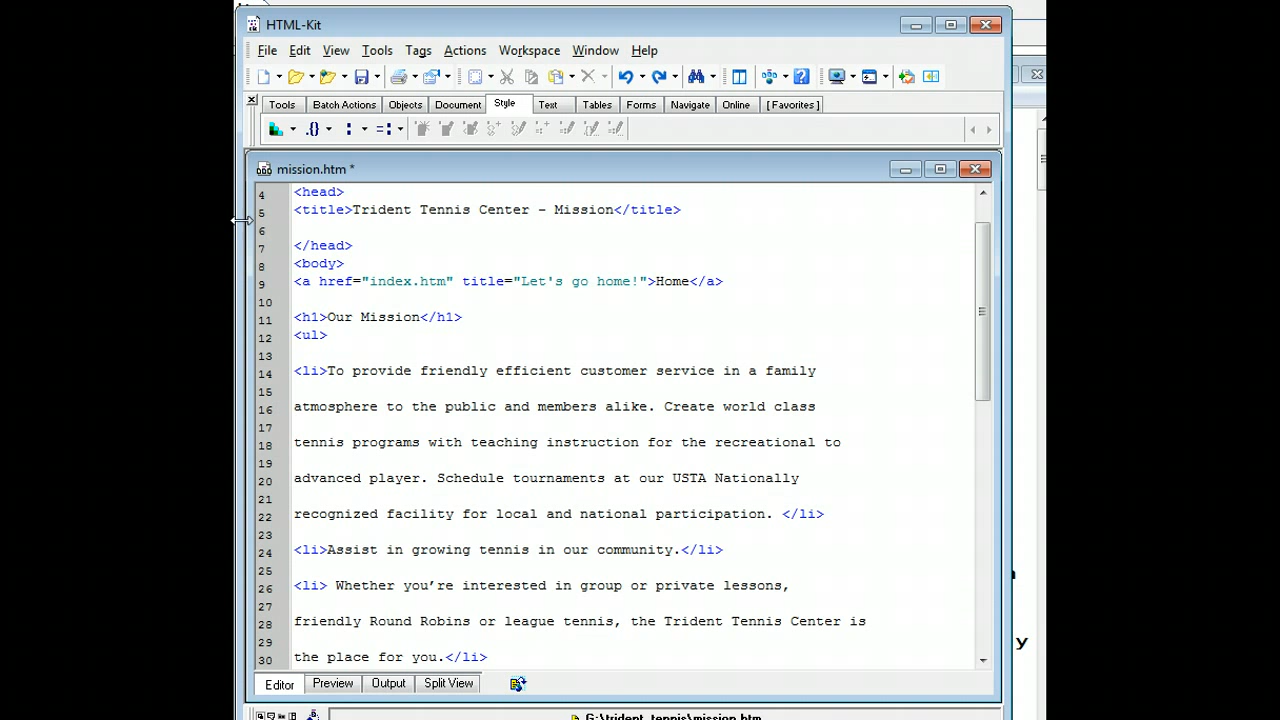 HTML-Kit
File Edit View Tools Tags Actions Workspace Window Help
Tools Batch Actions Objects Document Style Text Tables Forms Navigate Online [ Favorites ]
mission.htm *
4 <head>
5 <title>Trident Tennis Center - Mission</title>
6
7 </head>
8 <body>
9 <a href="index.htm" title="Let's go home!">Home</a>
10
11 <h1>Our Mission</h1>
12 <ul>
13
14 <li>To provide friendly efficient customer service in a family
15
16 atmosphere to the public and members alike. Create world class
17
18 tennis programs with teaching instruction for the recreational to
19
20 advanced player. Schedule tournaments at our USTA Nationally
21
22 recognized facility for local and national participation. </li>
23
24 <li>Assist in growing tennis in our community.</li>
25
26 <li> Whether you’re interested in group or private lessons,
27
28 friendly Round Robins or league tennis, the Trident Tennis Center is
29
30 the place for you.</li>
y
Editor Preview Output Split View
G:\trident_tennis\mission.htm